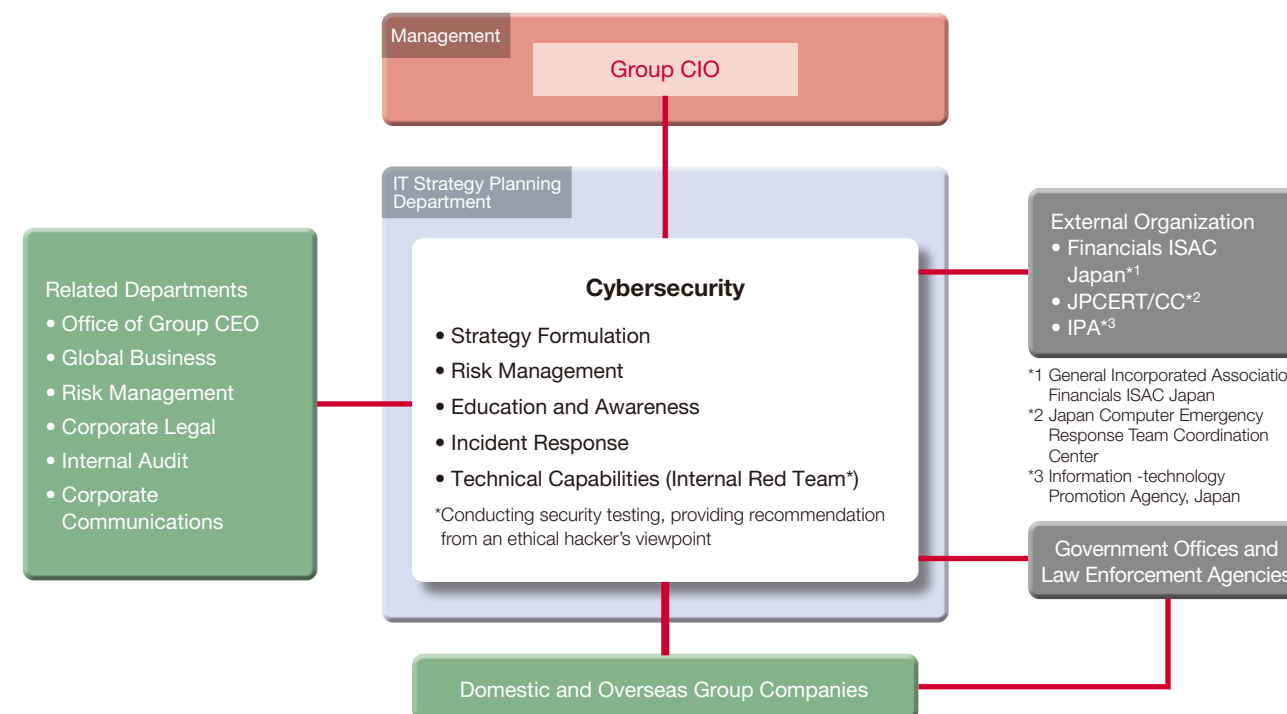 Management
Group CIO
IT Strategy Planning
Department
Cybersecurity
• Strategy Formulation
• Risk Management
• Education and Awareness
• Incident Response
• Technical Capabilities (Internal Red Team*)
*Conducting security testing, providing recommendation
from an ethical hacker's viewpoint
Related Departments
• Office of Group CEO
• Global Business
• Risk Management
• Corporate Legal
• Internal Audit
• Corporate
Communications
External Organization
• Financials ISAC
Japan*1
• JPCERT/CC*2
• IPA*3
*1 General Incorporated Associatio
Financials ISAC Japan
*2 Japan Computer Emergency
Response Team Coordination
Center
*3 Information -technology
Promotion Agency, Japan
Government Offices and
Law Enforcement Agencies
Domestic and Overseas Group Companies